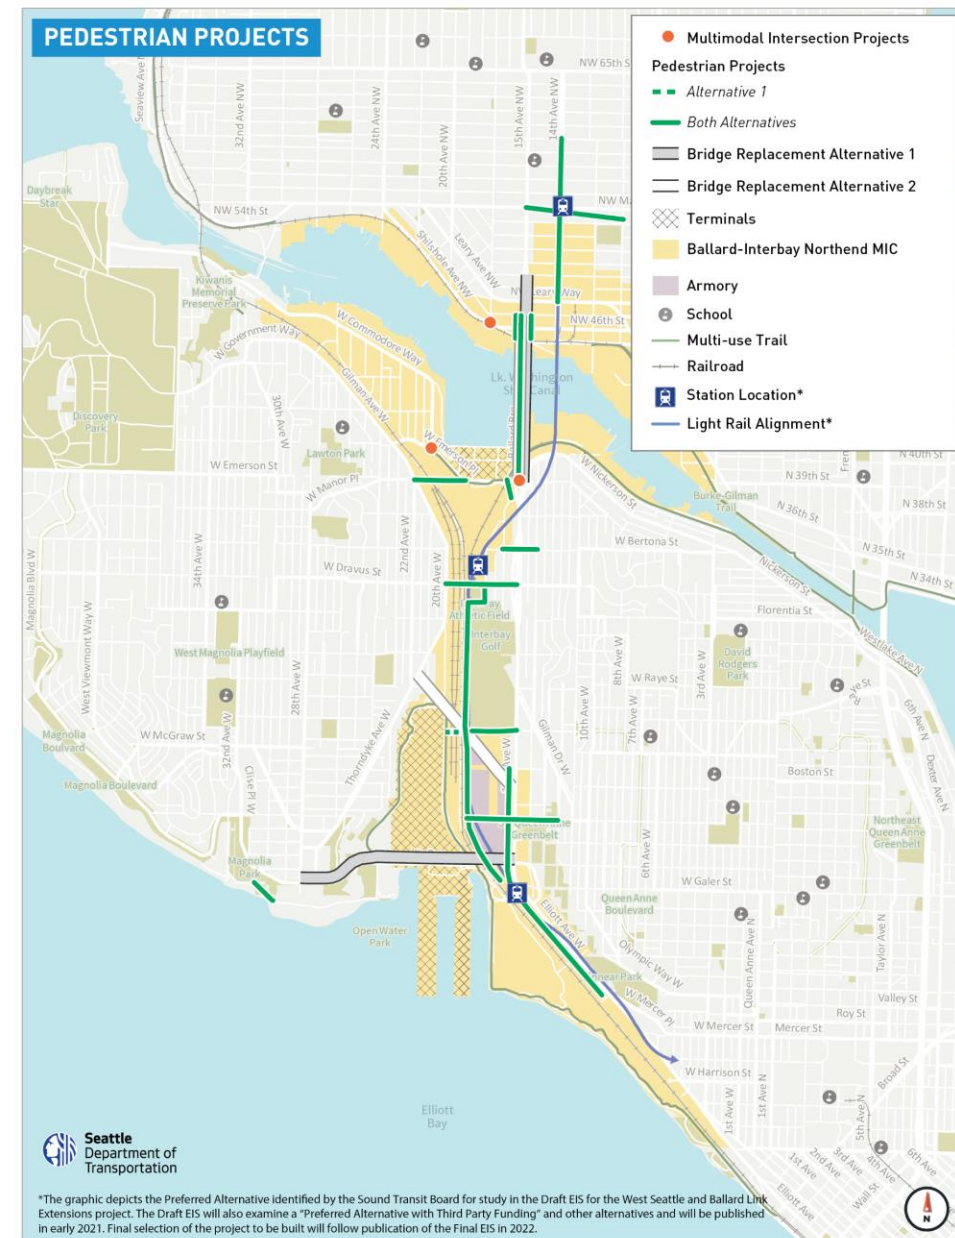 PEDESTRIAN PROJECTS
Multimodal Intersection Projects
Pedestrian Projects
Alternative 1
Both Alternatives
Bridge Replacement Alternative 1
Bridge Replacement Alternative 2
Terminals
Ballard-Interbay Northend MIC
Armory
School
Multi-use Trail
Railroad
Station Location*
Light Rail Alignment*
Seaview Ave NW
32nd Ave NW
24th Ave NW
20th Ave NW
15th Ave NW
14th Ave NW
NW 65th S
Daybreak
Star
NW 54th St
NW M
Shilshole Ave NW
Leary Ave NW
NW Leary Way
NW 46th St
Kiwanis
Memorial
Preserve Park
W Government Way
W Commodore Way
Gilman Ave W
30th Ave W
Discovery
Park
Lawton Park
W Emerson St
W Emerson Pl
W Manor Pl
W Nickerson St
Burke-Gilman
Trail
N 40th St
N 39th St
N 38th St
N 36th St
N 35th St
N 34th St
Fre
34th Ave W
22nd Ave W
20th Ave W
W Dravus St
W Bertona St
Nickerson St
Florentia St
Westlake Ave N
Magnolia Blvd W
West Viewmont Way W
West Magnolia Playfield
28th Ave W
Athletic Field
Interbay
Golf
8th Ave W
3rd Ave W
David
Rodgers
Park
W Raye St
10th Ave W
7th Ave W
6th Ave N
Dexter Ave N
Magnolia
Boulvard
W McGraw St
32nd Ave W
Thorndyke Ave W
Gilman Dr W
Magnolia Boulevard
Clise Pl W
Boston St
Queen Anne
Greenbelt
6th Ave W
Northeast
Queen Anne
Greenbelt
Magnolia
Park
W Galer St
Queen Anne
Boulevard
Open Water
Park
Elliott Ave W
Olympic Way W
Queen Anne Ave N
Taylor Ave N
W Mercer Pl
Valley St
Roy St
W Mercer St
Mercer St
W Harrison St
Broad St
1st Ave W
1st Ave N
5th Ave N
Elliott
Bay
1st Ave
2nd Ave
3rd Ave
4th Ave
6th Ave
Wall St
Elliott Ave
Seattle
Department of
Transportation
N
*The graphic depicts the Preferred Alternative identified by the Sound Transit Board for study in the Draft EIS for the West Seattle and Ballard Link
Extensions project. The Draft EIS will also examine a “Preferred Alternative with Third Party Funding” and other alternatives and will be published
in early 2021. Final selection of the project to be built will follow publication of the Final EIS in 2022.